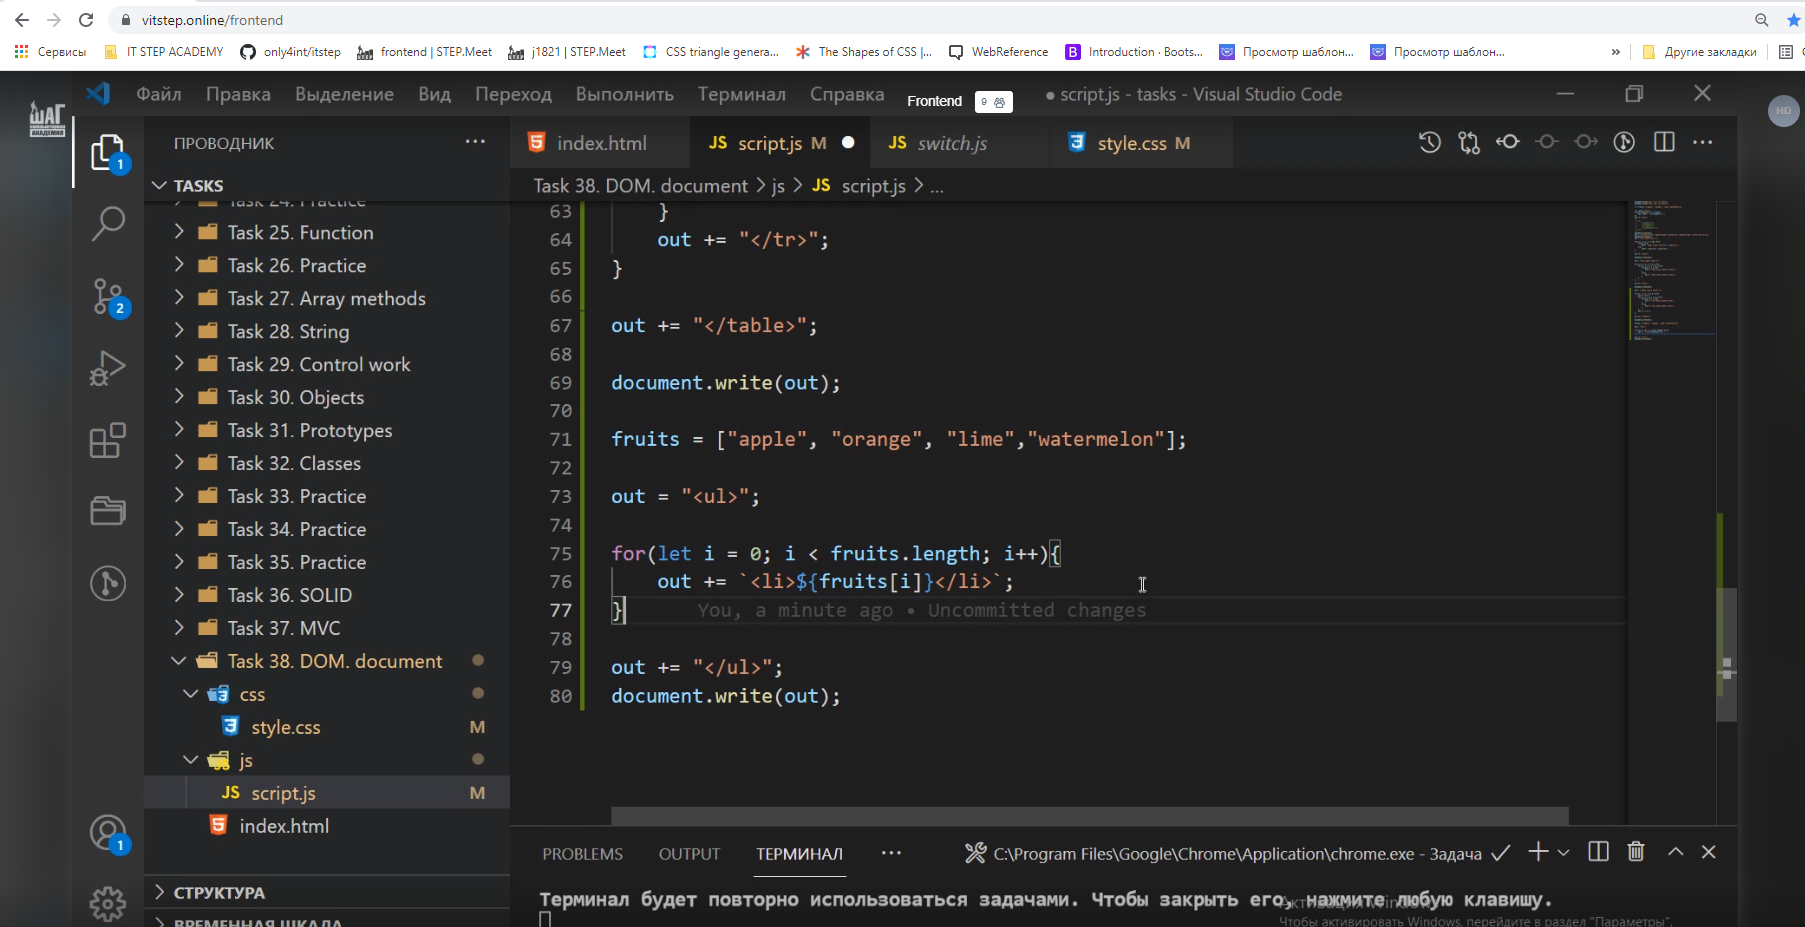 vitstep.online/frontend
Сервисы
IT STEP ACADEMY
only4int/itstep
frontend | STEP.Meet
j1821 | STEP.Meet
CSS triangle genera...
The Shapes of CSS |...
WebReference
Introduction · Boots...
Просмотр шаблон...
Просмотр шаблон...
»
Другие закладки
ШАГ
Файл Правка Выделение Вид Переход Выполнить Терминал Справка
Frontend 9
● script.js - tasks - Visual Studio Code
HD
ПРОВОДНИК ...
index.html
JS script.js M
JS switch.js
style.css M
1
TASKS
Task 38. DOM. document > js > JS script.js > ...
Task 24. Practice
Task 25. Function
Task 26. Practice
Task 27. Array methods
2
Task 28. String
Task 29. Control work
Task 30. Objects
Task 31. Prototypes
Task 32. Classes
Task 33. Practice
Task 34. Practice
Task 35. Practice
Task 36. SOLID
Task 37. MVC
Task 38. DOM. document
css
style.css M
js
JS script.js M
index.html
1
СТРУКТУРА
ВРЕМЕННАЯ ШКАЛА
63 }
64 out += "</tr>";
65 }
66
67 out += "</table>";
68
69 document.write(out);
70
71 fruits = ["apple", "orange", "lime","watermelon"];
72
73 out = "<ul>";
74
75 for(let i = 0; i < fruits.length; i++){
76 out += `<li>${fruits[i]}</li>`;
77 } You, a minute ago • Uncommitted changes
78
79 out += "</ul>";
80 document.write(out);
PROBLEMS OUTPUT ТЕРМИНАЛ ...
C:\Program Files\Google\Chrome\Application\chrome.exe - Задача
Терминал будет повторно использоваться задачами. Чтобы закрыть его, нажмите любую клавишу.
Активация Windows
Чтобы активировать Windows, перейдите в раздел "Параметры".